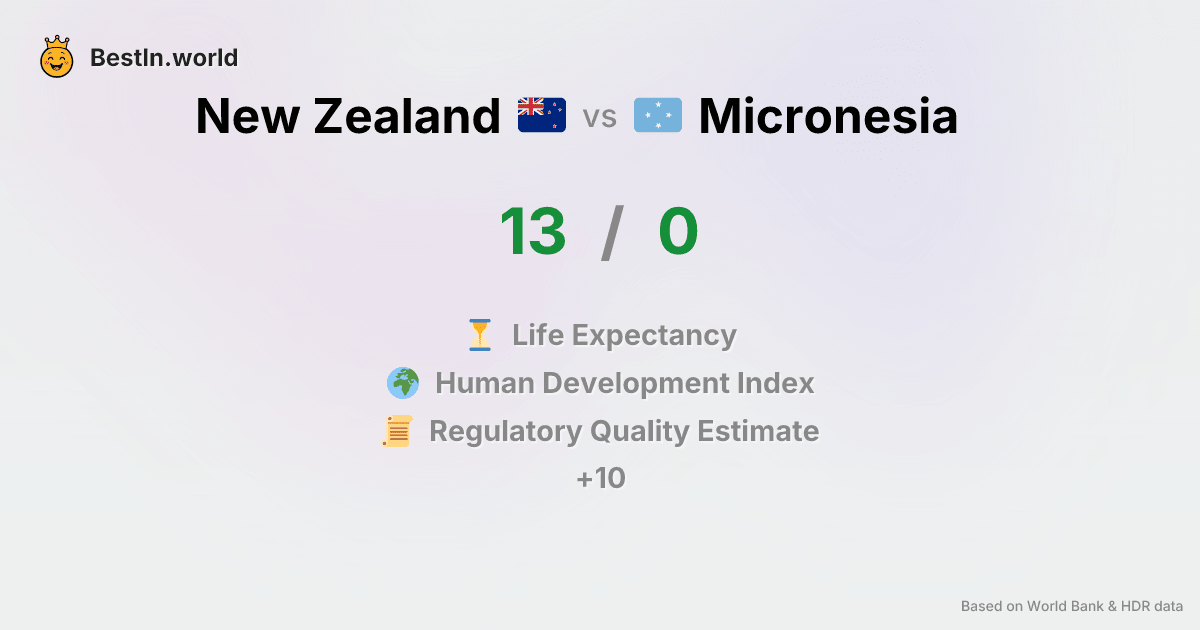 BestIn.world
New Zealand vs Micronesia
13 / 0
Life Expectancy
Human Development Index
Regulatory Quality Estimate
+10
Based on World Bank & HDR data